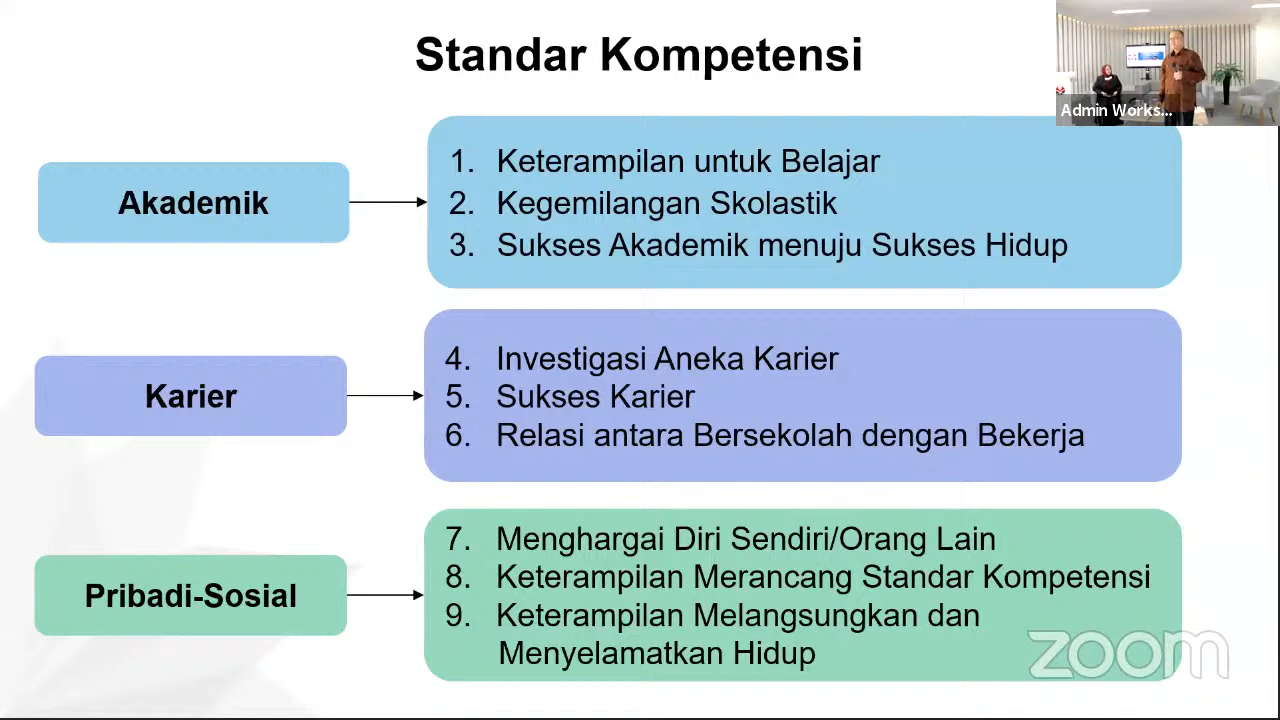 Standar Kompetensi
Admin Works...
Akademik
1. Keterampilan untuk Belajar
2. Kegemilangan Skolastik
3. Sukses Akademik menuju Sukses Hidup
Karier
4. Investigasi Aneka Karier
5. Sukses Karier
6. Relasi antara Bersekolah dengan Bekerja
Pribadi-Sosial
7. Menghargai Diri Sendiri/Orang Lain
8. Keterampilan Merancang Standar Kompetensi
9. Keterampilan Melangsungkan dan
Menyelamatkan Hidup
zoom